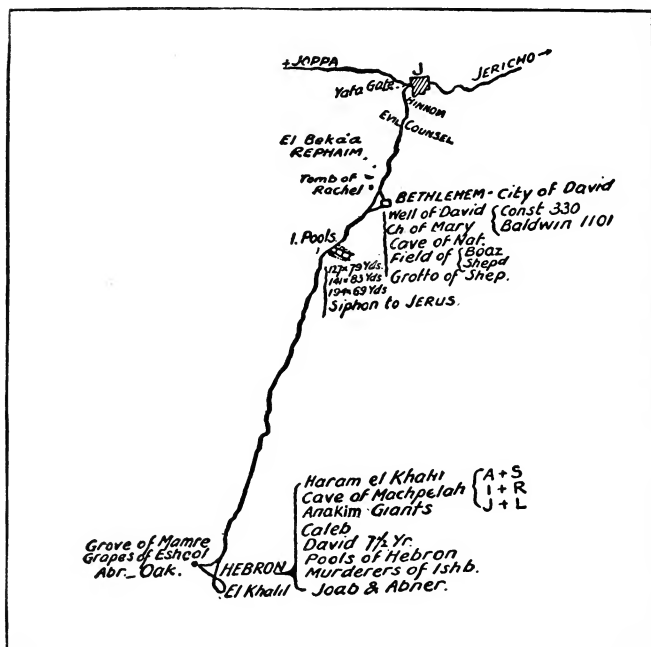 +JOPPA
J
JERICHO→
Yafa Gate.
HINNOM
EVIL COUNSEL
El Beka'a
REPHAIM
Tomb of
Rachel
BETHLEHEM - City of David
Well of David
Ch of Mary { Const 330
Baldwin 1101
Cave of Nat.
Field of { Boaz
Shepd
Grotto of Shep.
1. Pools
127 x 79 Yds.
141 x 83 Yds
194 x 69 Yds
Siphon to JERUS.
Haram el Khalil
Cave of Machpelah
Anakim Giants
{ A + S
I + R
J + L
Caleb
David 7½ Yr.
Pools of Hebron
Murderers of Ishb.
Joab & Abner.
Grove of Mamre
Grapes of Eshcol
Abr_ Oak.
HEBRON
El Khalil